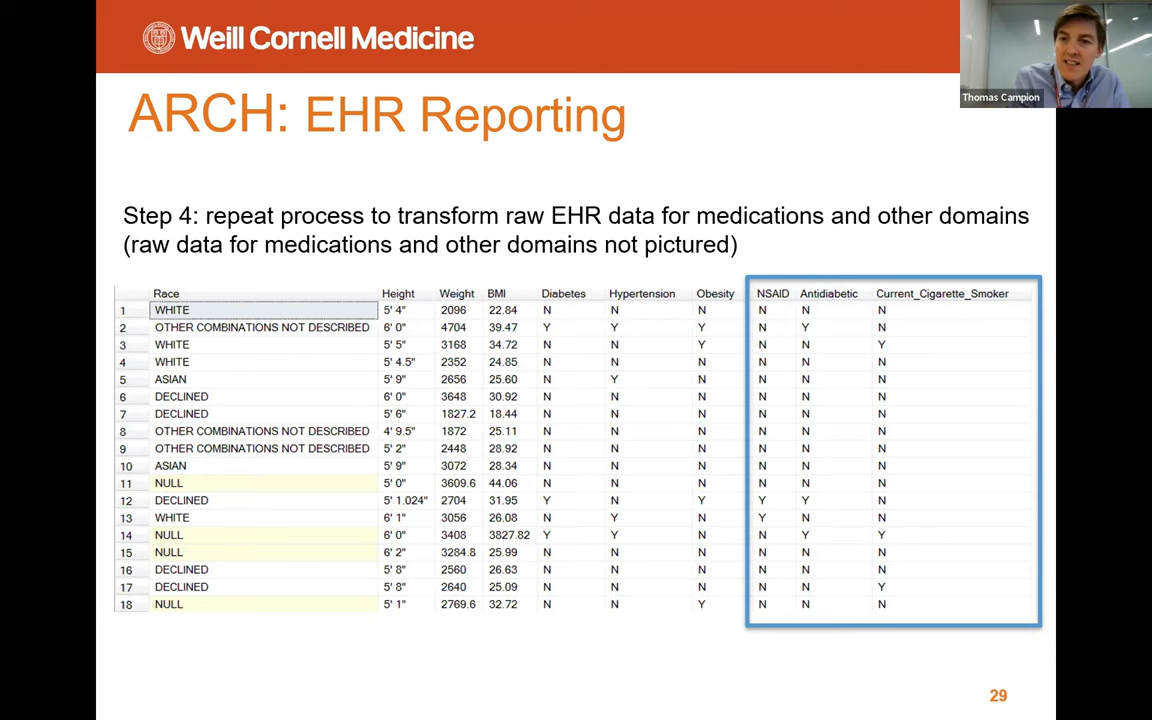 Weill Cornell Medicine
Thomas Campion
ARCH: EHR Reporting
Step 4: repeat process to transform raw EHR data for medications and other domains
(raw data for medications and other domains not pictured)
Race Height Weight BMI Diabetes Hypertension Obesity NSAID Antidiabetic Current_Cigarette_Smoker
1 WHITE 5' 4" 2096 22.84 N N N N N N
2 OTHER COMBINATIONS NOT DESCRIBED 6' 0" 4704 39.47 Y Y Y N Y N
3 WHITE 5' 5" 3168 34.72 N N Y N N Y
4 WHITE 5' 4.5" 2352 24.85 N N N N N N
5 ASIAN 5' 9" 2656 25.60 N Y N N N N
6 DECLINED 6' 0" 3648 30.92 N N N N N N
7 DECLINED 5' 6" 1827.2 18.44 N N N N N N
8 OTHER COMBINATIONS NOT DESCRIBED 4' 9.5" 1872 25.11 N N N N N N
9 OTHER COMBINATIONS NOT DESCRIBED 5' 2" 2448 28.92 N N N N N N
10 ASIAN 5' 9" 3072 28.34 N N N N N N
11 NULL 5' 0" 3609.6 44.06 N N N N N N
12 DECLINED 5' 1.024" 2704 31.95 Y N Y Y Y N
13 WHITE 6' 1" 3056 26.08 N Y N Y N N
14 NULL 6' 0" 3408 3827.82 Y Y N N Y Y
15 NULL 6' 2" 3284.8 25.99 N N N N N N
16 DECLINED 5' 8" 2560 26.63 N N N N N N
17 DECLINED 5' 8" 2640 25.09 N N N N N Y
18 NULL 5' 1" 2769.6 32.72 N N Y N N N
29